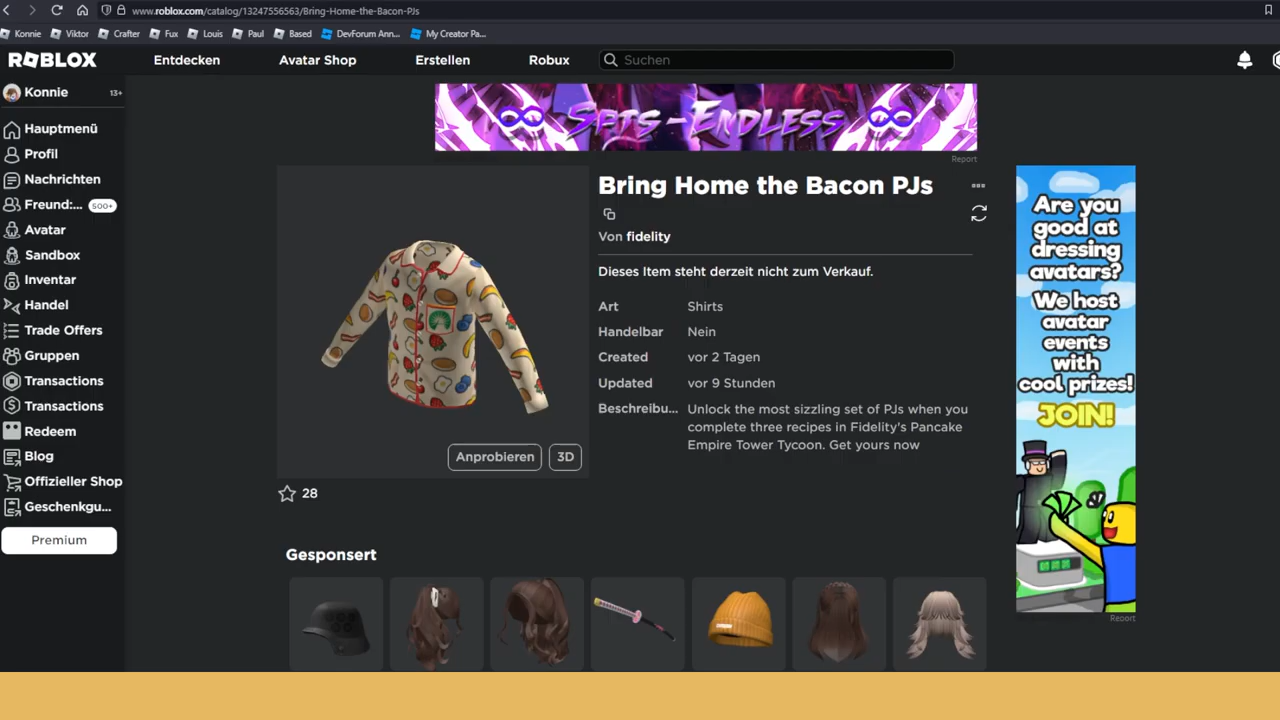 www.roblox.com/catalog/13247556563/Bring-Home-the-Bacon-PJs
Konnie
Viktor
Crafter
Fux
Louis
Paul
Based
DevForum Ann...
My Creator Pa...
ROBLOX
Entdecken
Avatar Shop
Erstellen
Robux
Suchen
Konnie
13+
Hauptmenü
Profil
Nachrichten
Freund:...
500+
Avatar
Sandbox
Inventar
Handel
Trade Offers
Gruppen
Transactions
Transactions
Redeem
Blog
Offizieller Shop
Geschenkgu...
Premium
Sets-Endless
Report
Bring Home the Bacon PJs
Von fidelity
Dieses Item steht derzeit nicht zum Verkauf.
Art Shirts
Handelbar Nein
Created vor 2 Tagen
Updated vor 9 Stunden
Beschreibu... Unlock the most sizzling set of PJs when you
complete three recipes in Fidelity's Pancake
Empire Tower Tycoon. Get yours now
Anprobieren
3D
28
Gesponsert
Are you
good at
dressing
avatars?
We host
avatar
events
with
cool prizes!
JOIN!
Report